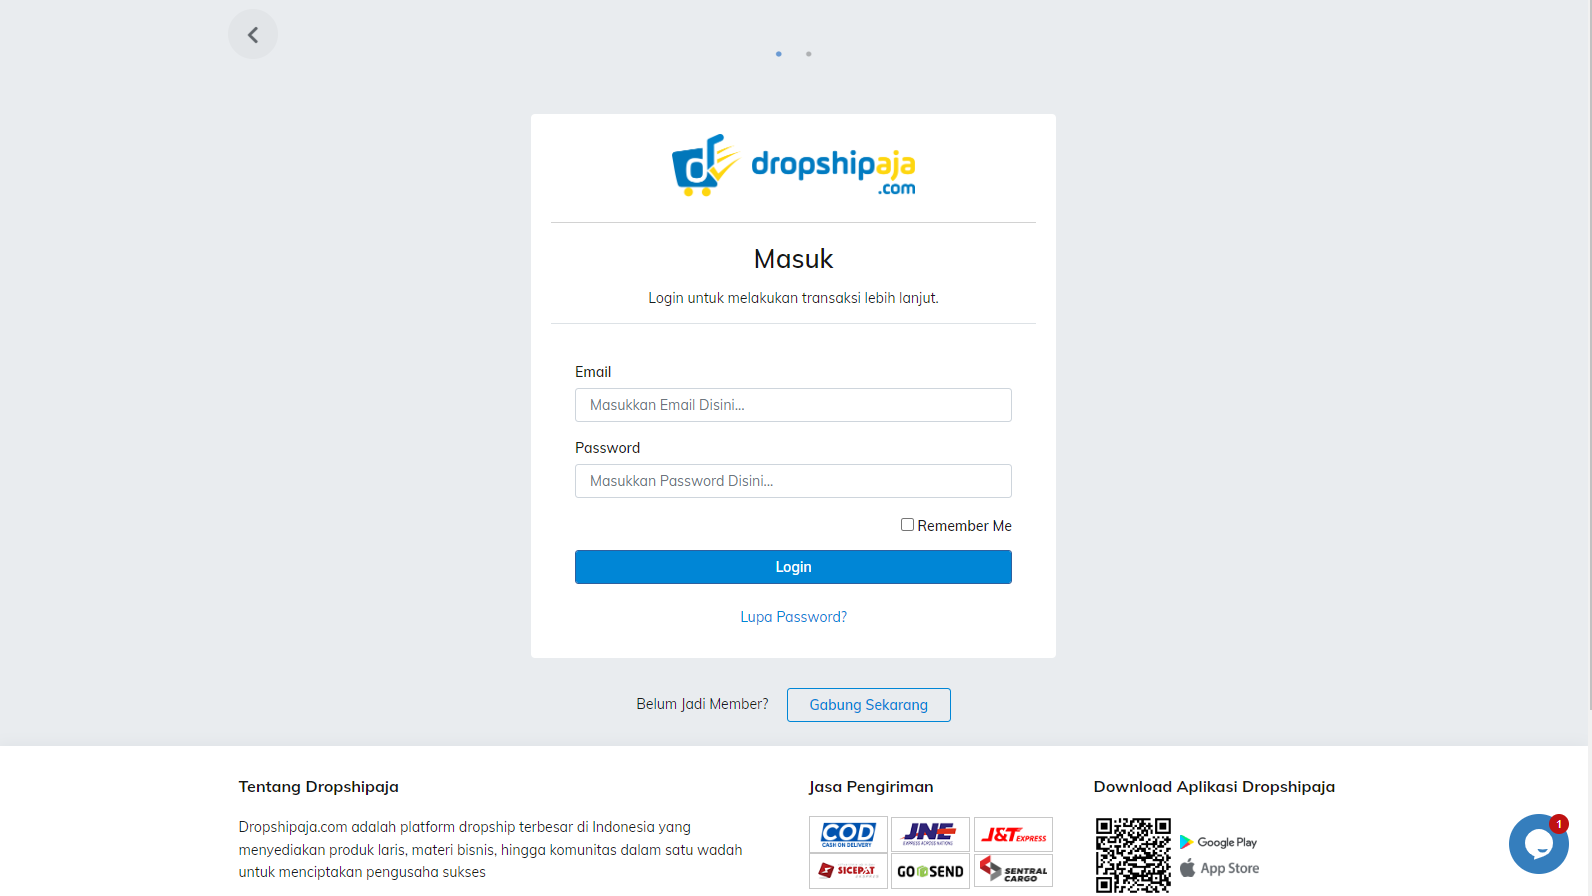 dropshipaja
.com
Masuk
Login untuk melakukan transaksi lebih lanjut.
Email
Masukkan Email Disini...
Password
Masukkan Password Disini...
Remember Me
Login
Lupa Password?
Belum Jadi Member?
Gabung Sekarang
Tentang Dropshipaja
Dropshipaja.com adalah platform dropship terbesar di Indonesia yang
menyediakan produk laris, materi bisnis, hingga komunitas dalam satu wadah
untuk menciptakan pengusaha sukses
Jasa Pengiriman
COD
CASH ON DELIVERY
JNE
EXPRESS ACROSS NATIONS
J&T EXPRESS
SICEPAT
GO SEND
SENTRAL
CARGO
Download Aplikasi Dropshipaja
Google Play
App Store
1